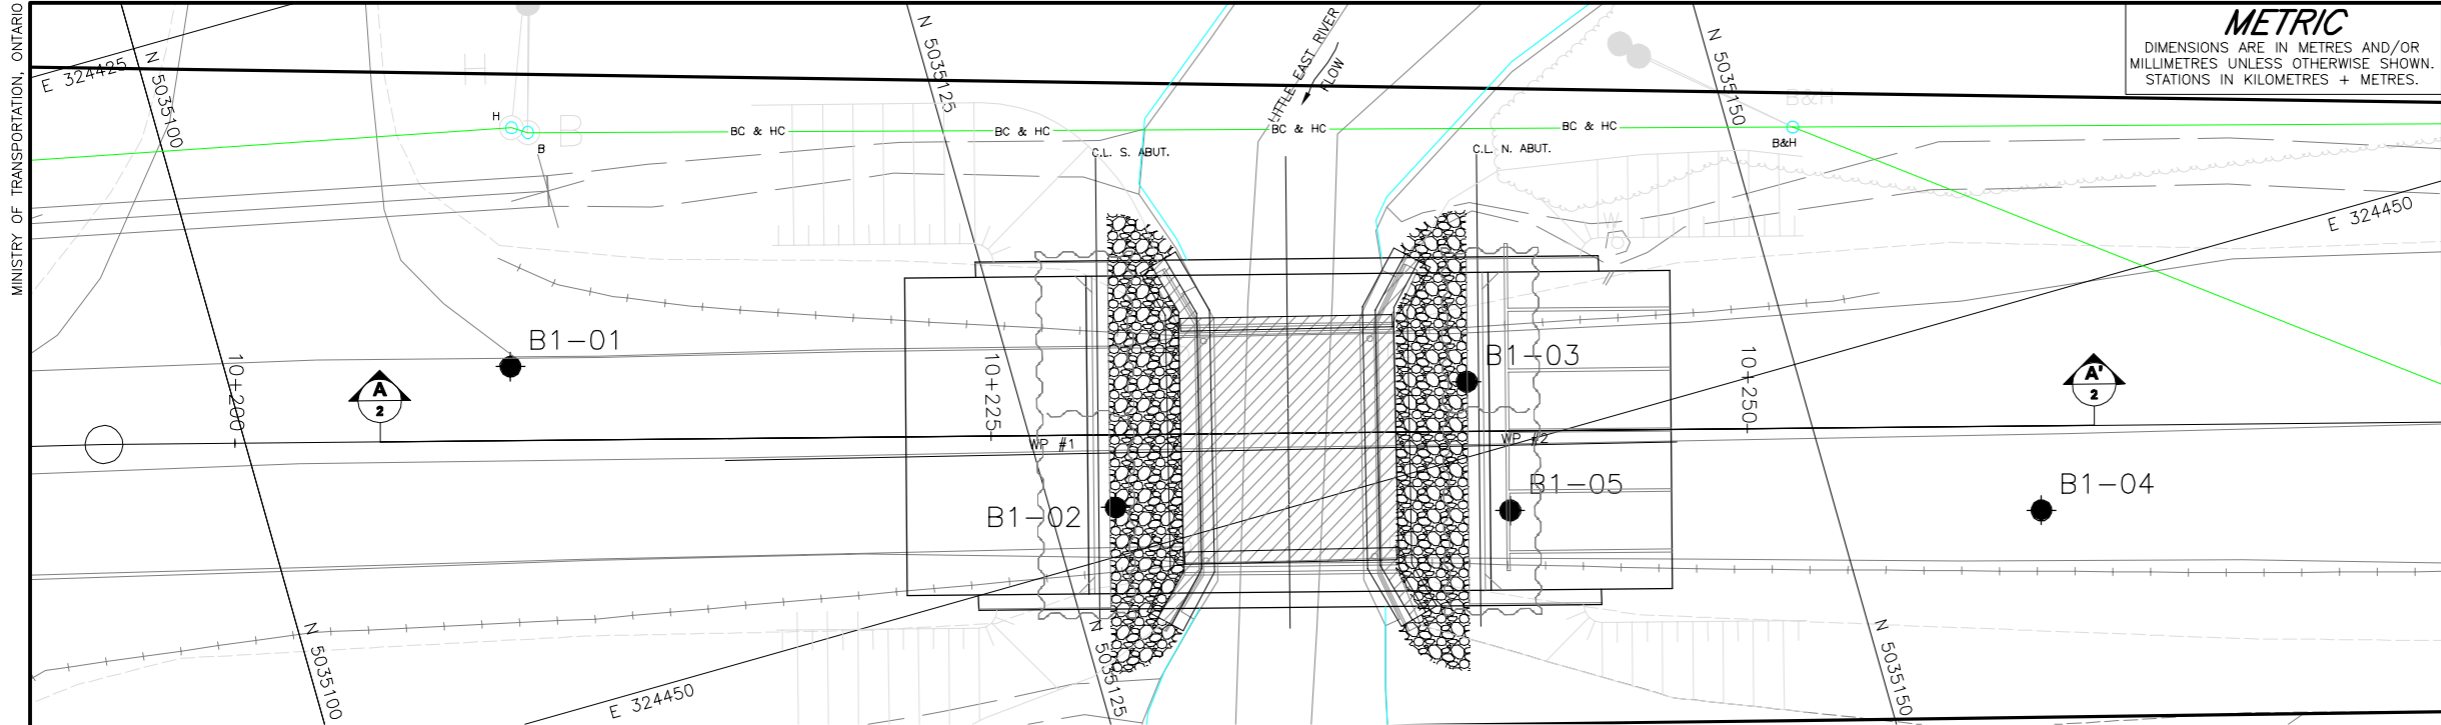 MINISTRY OF TRANSPORTATION, ONTARIO
METRIC
DIMENSIONS ARE IN METRES AND/OR
MILLIMETRES UNLESS OTHERWISE SHOWN.
STATIONS IN KILOMETRES + METRES.
E 324425
N 5035100
N 5035125
LITTLE EAST RIVER
FLOW
N 5035150
H
B&H
H
B
B
BC & HC
BC & HC
BC & HC
BC & HC
B&H
C.L. S. ABUT.
C.L. N. ABUT.
E 324450
W
B1-01
B1-03
10+200
10+225
10+250
A
2
A'
2
WP #1
WP #2
B1-02
B1-05
B1-04
N 5035100
N 5035125
N 5035150
E 324450